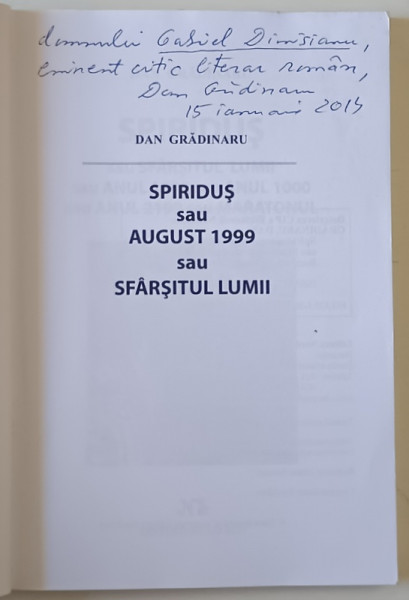 domnului Gabriel Dimisianu,
eminent critic literar român,
Dan Grădinaru
15 ianuarie 2014
DAN GRĂDINARU
SPIRIDUŞ
sau
AUGUST 1999
sau
SFÂRŞITUL LUMII